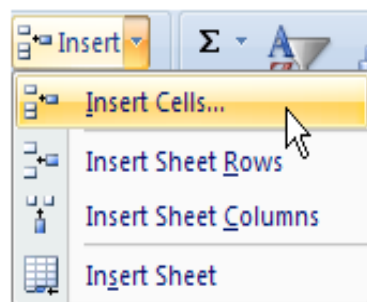 Insert Σ A
Insert Cells...
Insert Sheet Rows
Insert Sheet Columns
Insert Sheet